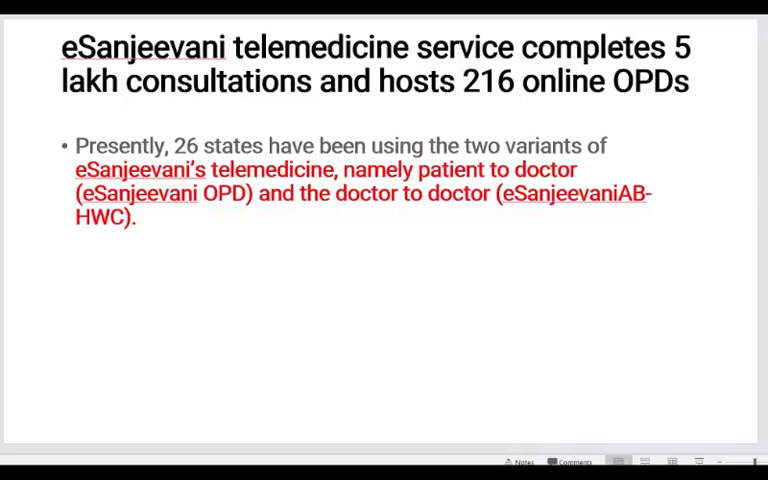 eSanjeevani telemedicine service completes 5
lakh consultations and hosts 216 online OPDs
• Presently, 26 states have been using the two variants of
eSanjeevani's telemedicine, namely patient to doctor
(eSanjeevani OPD) and the doctor to doctor (eSanjeevaniAB-
HWC).
Notes Comments